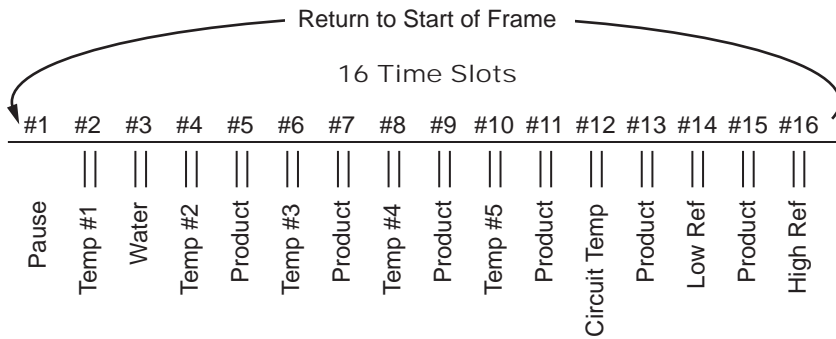 Return to Start of Frame
16 Time Slots
#1 #2 #3 #4 #5 #6 #7 #8 #9 #10 #11 #12 #13 #14 #15 #16
Pause
Temp #1
Water
Temp #2
Product
Temp #3
Product
Temp #4
Product
Temp #5
Product
Circuit Temp
Product
Low Ref
Product
High Ref